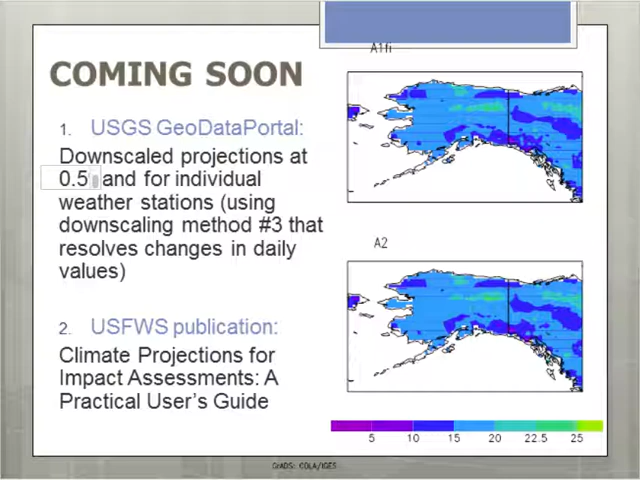 COMING SOON
1. USGS GeoDataPortal:
Downscaled projections at
0.5 and for individual
weather stations (using
downscaling method #3 that
resolves changes in daily
values)
2. USFWS publication:
Climate Projections for
Impact Assessments: A
Practical User's Guide
A1fi
A2
5 10 15 20 22.5 25
GrADS: COLA/IGES